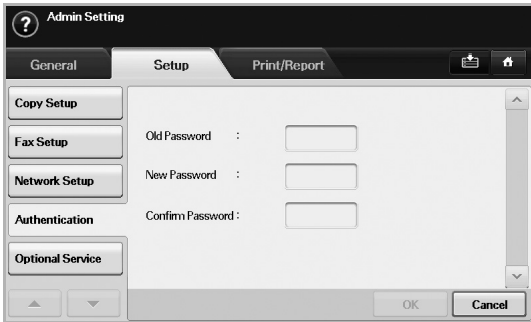 ?
Admin Setting
General
Setup
Print/Report
Copy Setup
Fax Setup
Network Setup
Authentication
Optional Service
Old Password :
New Password :
Confirm Password :
OK
Cancel